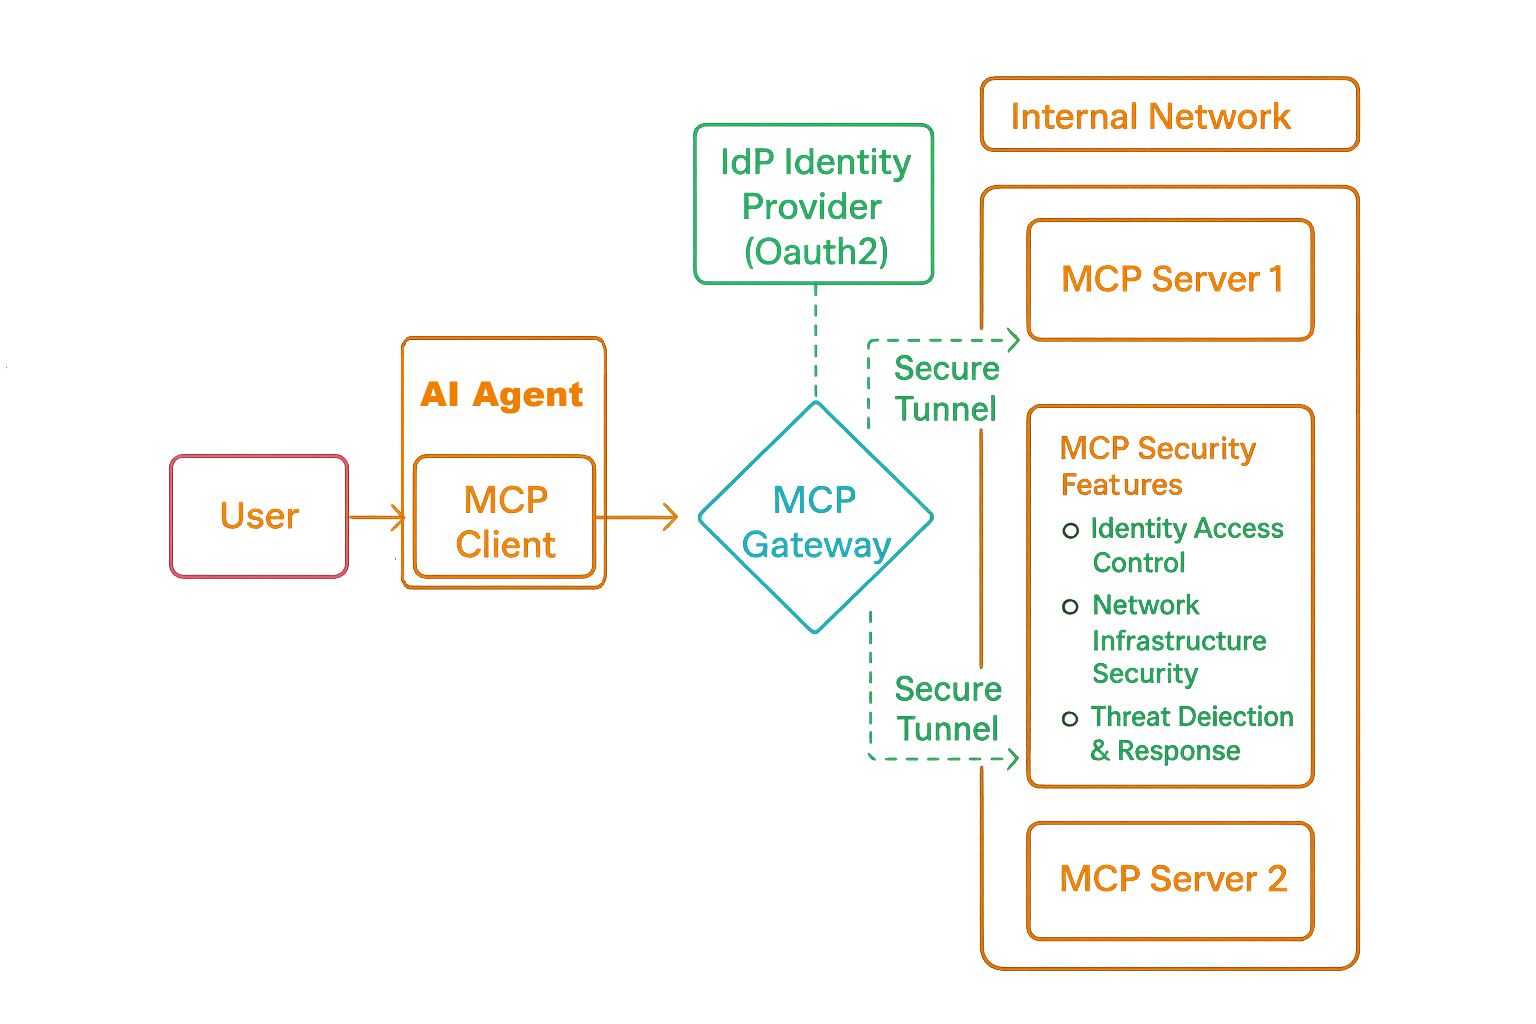 Internal Network
IdP Identity
Provider
(Oauth2)
MCP Server 1
Secure
Tunnel
AI Agent
MCP Security
Features
User
MCP
Client
MCP
Gateway
Identity Access
Control
Network
Infrastructure
Security
Secure
Tunnel
Threat Deiection
& Response
MCP Server 2